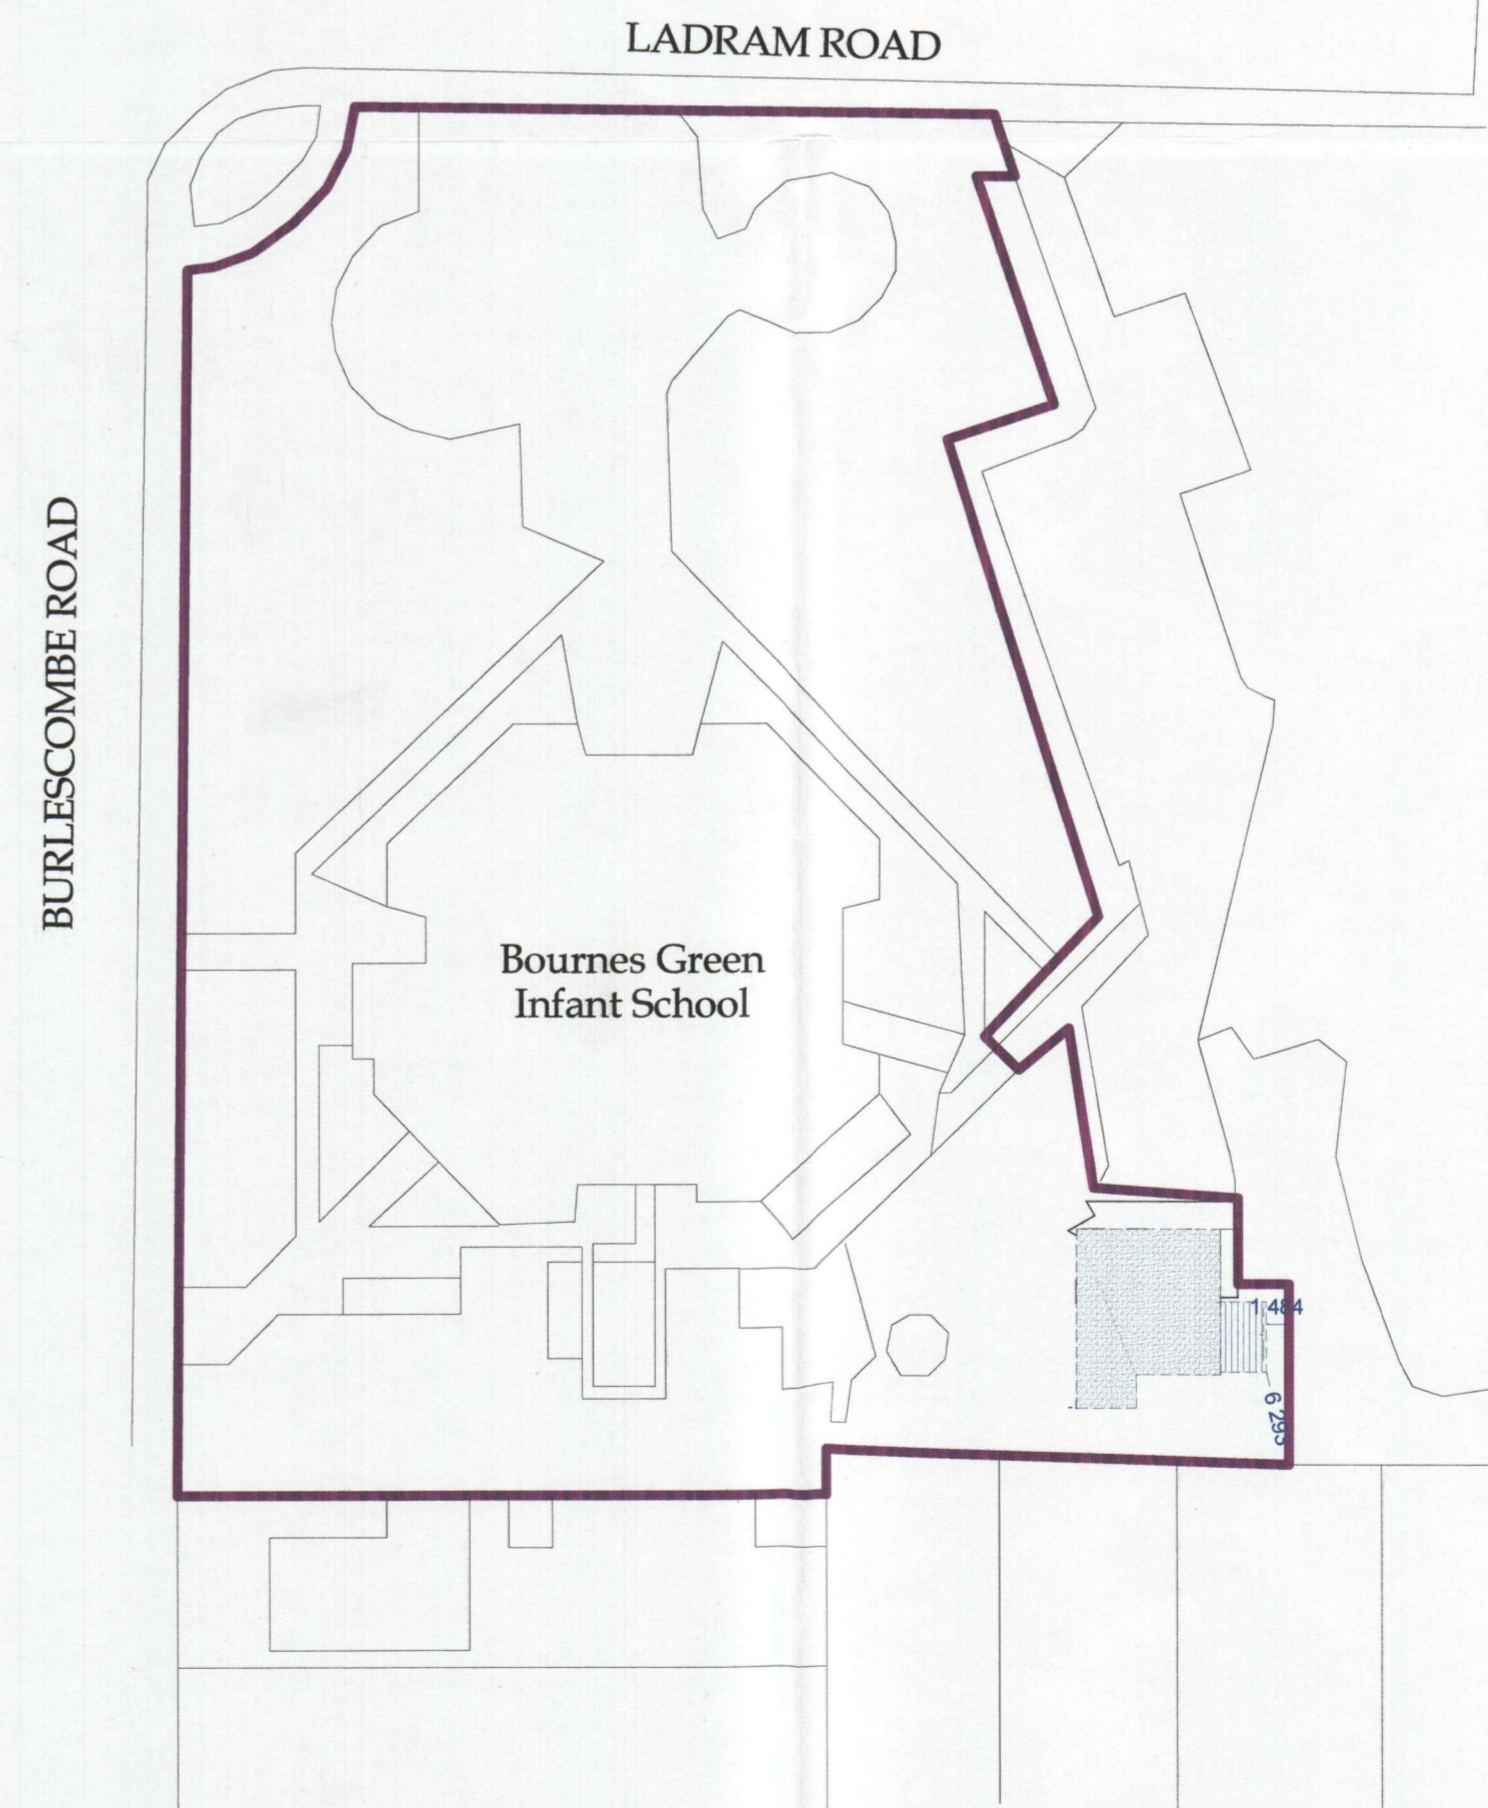 LADRAM ROAD
BURLESCOMBE ROAD
Bournes Green
Infant School
1 484
6 293